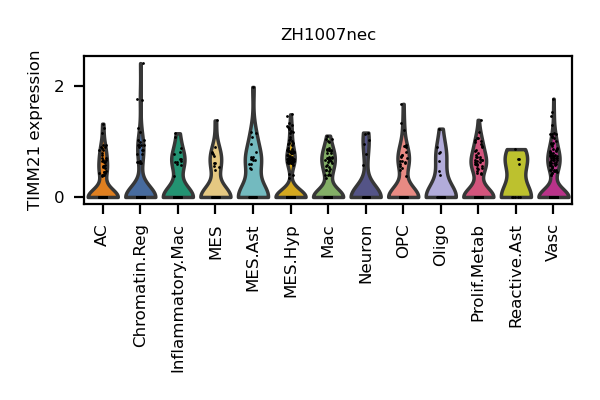 ZH1007nec
TIMM21 expression
2
0
AC
Chromatin.Reg
Inflammatory.Mac
MES
MES.Ast
MES.Hyp
Mac
Neuron
OPC
Oligo
Prolif.Metab
Reactive.Ast
Vasc